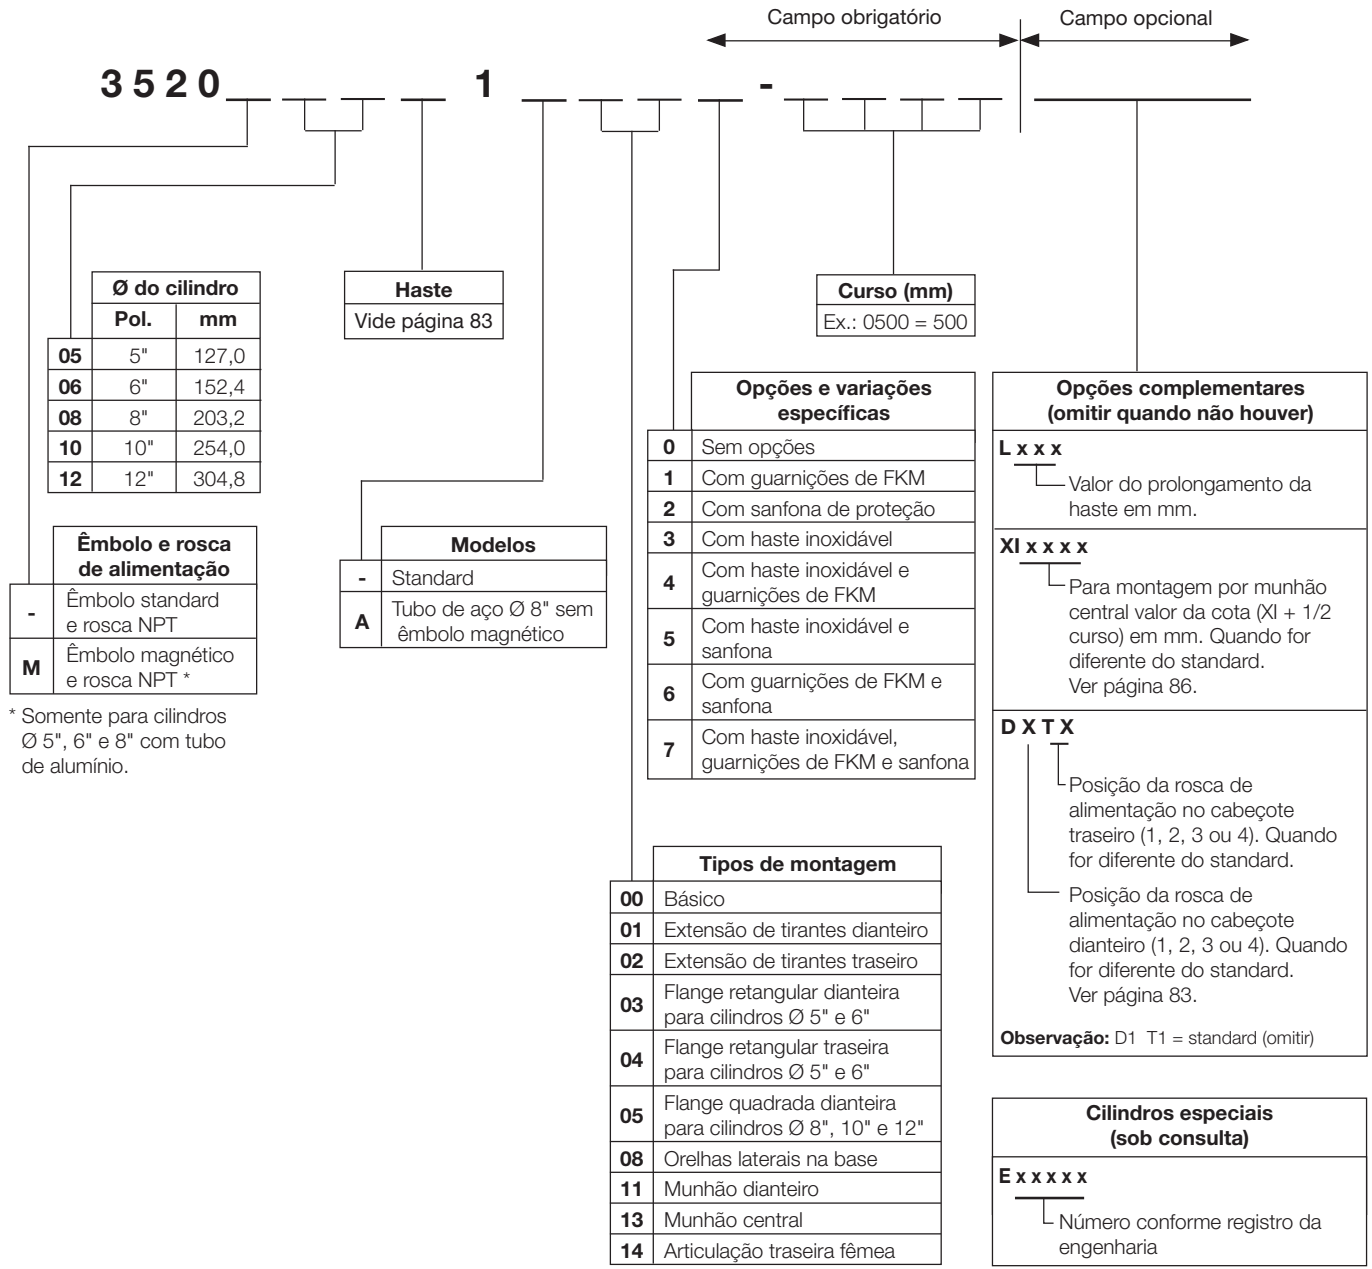 Campo obrigatório
Campo opcional
3 5 2 0
1
-
Ø do cilindro
Pol. mm
05 5" 127,0
06 6" 152,4
08 8" 203,2
10 10" 254,0
12 12" 304,8
Haste
Vide página 83
Curso (mm)
Ex.: 0500 = 500
Êmbolo e rosca
de alimentação
- Êmbolo standard
e rosca NPT
M Êmbolo magnético
e rosca NPT *
* Somente para cilindros
Ø 5", 6" e 8" com tubo
de alumínio.
Modelos
- Standard
A Tubo de aço Ø 8" sem
êmbolo magnético
Opções e variações
específicas
0 Sem opções
1 Com guarnições de FKM
2 Com sanfona de proteção
3 Com haste inoxidável
4 Com haste inoxidável e
guarnições de FKM
5 Com haste inoxidável e
sanfona
6 Com guarnições de FKM e
sanfona
7 Com haste inoxidável,
guarnições de FKM e sanfona
Tipos de montagem
00 Básico
01 Extensão de tirantes dianteiro
02 Extensão de tirantes traseiro
03 Flange retangular dianteira
para cilindros Ø 5" e 6"
04 Flange retangular traseira
para cilindros Ø 5" e 6"
05 Flange quadrada dianteira
para cilindros Ø 8", 10" e 12"
08 Orelhas laterais na base
11 Munhão dianteiro
13 Munhão central
14 Articulação traseira fêmea
Opções complementares
(omitir quando não houver)
L x x x
Valor do prolongamento da
haste em mm.
XI x x x x
Para montagem por munhão
central valor da cota (XI + 1/2
curso) em mm. Quando for
diferente do standard.
Ver página 86.
D X T X
Posição da rosca de
alimentação no cabeçote
traseiro (1, 2, 3 ou 4). Quando
for diferente do standard.
Posição da rosca de
alimentação no cabeçote
dianteiro (1, 2, 3 ou 4). Quando
for diferente do standard.
Ver página 83.
Observação: D1 T1 = standard (omitir)
Cilindros especiais
(sob consulta)
E x x x x x
Número conforme registro da
engenharia